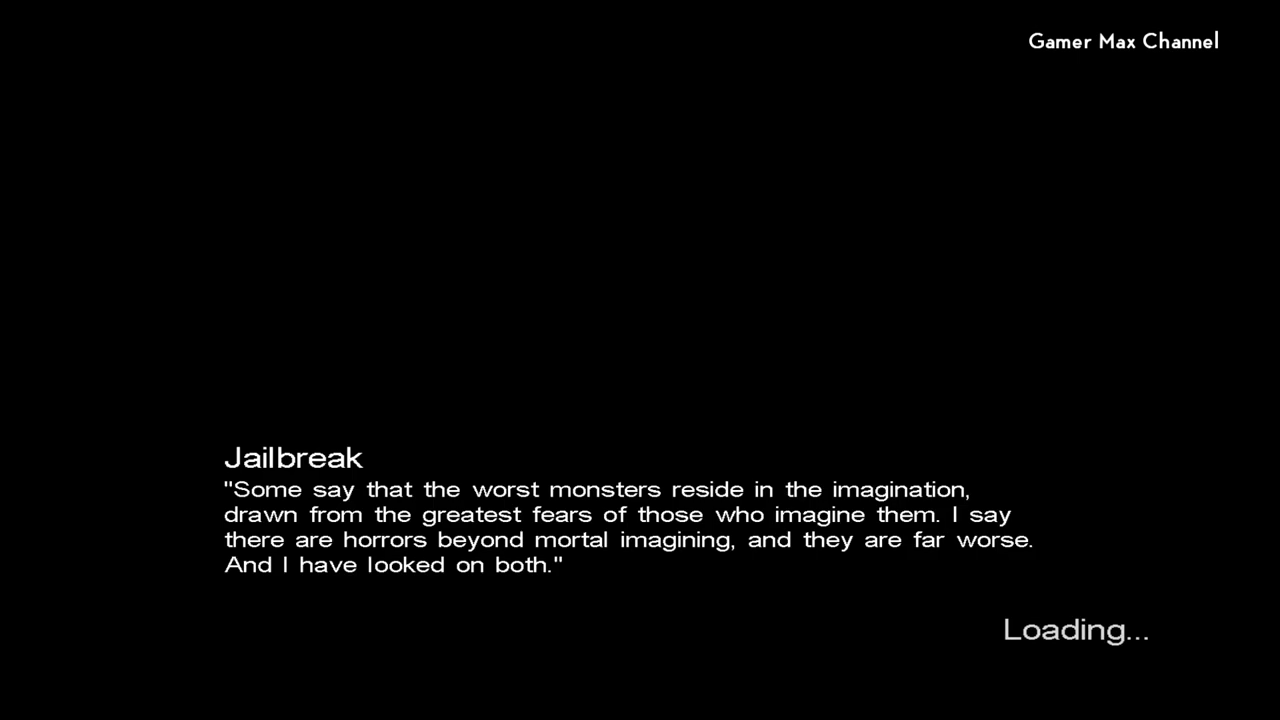 Gamer Max Channel
Jailbreak
"Some say that the worst monsters reside in the imagination,
drawn from the greatest fears of those who imagine them. I say
there are horrors beyond mortal imagining, and they are far worse.
And I have looked on both."
Loading...